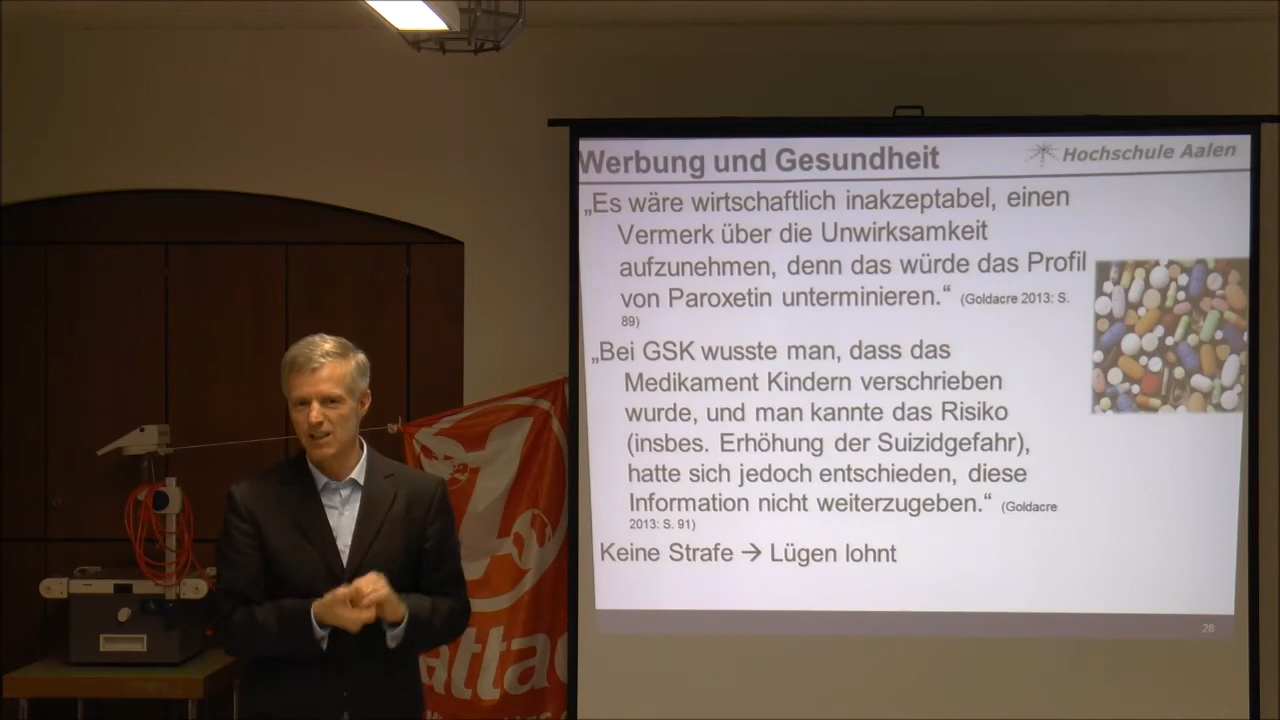 Werbung und Gesundheit
Hochschule Aalen
„Es wäre wirtschaftlich inakzeptabel, einen
Vermerk über die Unwirksamkeit
aufzunehmen, denn das würde das Profil
von Paroxetin unterminieren.“ (Goldacre 2013: S.
89)
„Bei GSK wusste man, dass das
Medikament Kindern verschrieben
wurde, und man kannte das Risiko
(insbes. Erhöhung der Suizidgefahr),
hatte sich jedoch entschieden, diese
Information nicht weiterzugeben.“ (Goldacre
2013: S. 91)
Keine Strafe → Lügen lohnt
28
attac